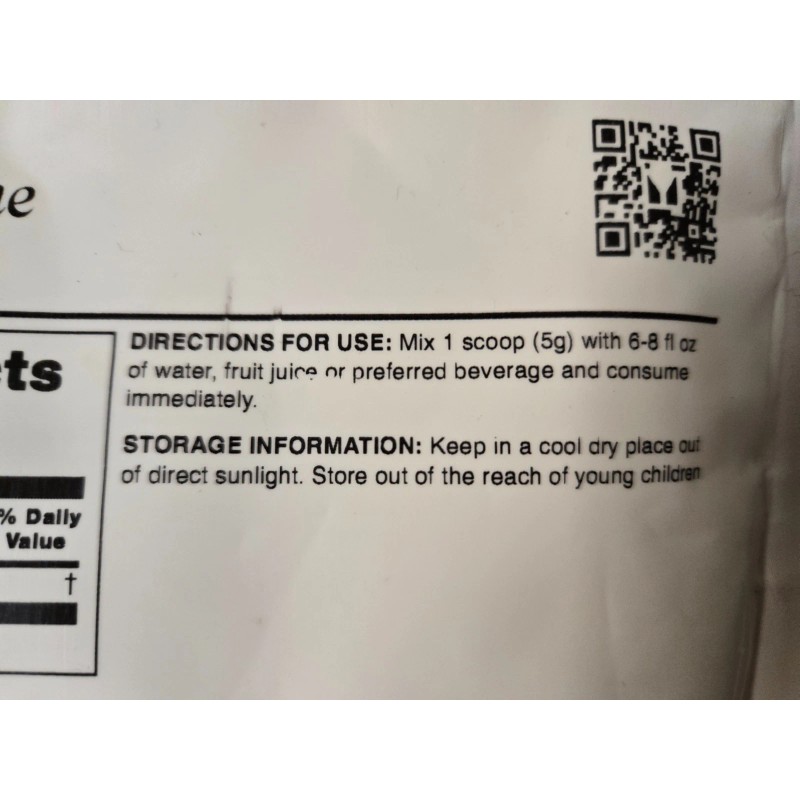 DIRECTIONS FOR USE: Mix 1 scoop (5g) with 6-8 fl oz
of water, fruit juice or preferred beverage and consume
immediately.
STORAGE INFORMATION: Keep in a cool dry place out
of direct sunlight. Store out of the reach of young children
ne
cts
% Daily
Value
†